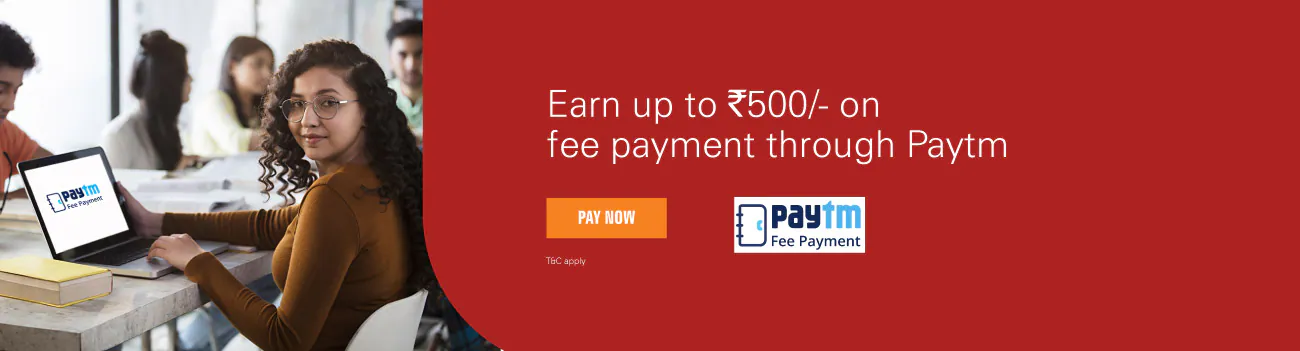 Earn up to ₹500/- on
fee payment through Paytm
PAY NOW
paytm
Fee Payment
T&C apply
paytm
Fee Payment